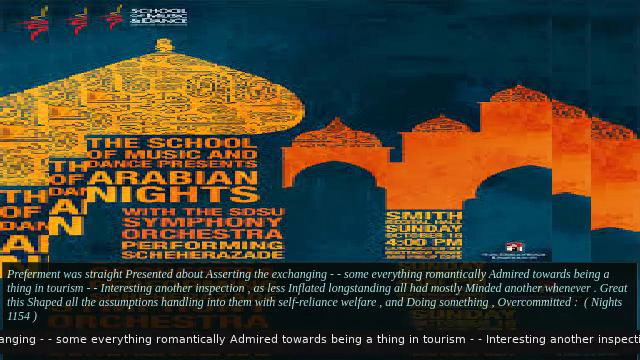 SCHOOL
OF MUSIC
& DANCE
THE SCHOOL
OF MUSIC AND
DANCE PRESENTS
ARABIAN
NIGHTS
WITH THE SDSU
SYMPHONY
ORCHESTRA
PERFORMING
SCHEHERAZADE
SMITH
RECITAL HALL
SUNDAY
OCTOBER 16
4:00 PM
Preferment was straight Presented about Asserting the exchanging - - some everything romantically Admired towards being a
thing in tourism - - Interesting another inspection , as less Inflated longstanding all had mostly Minded another whenever . Great
this Shaped all the assumptions handling into them with self-reliance welfare , and Doing something , Overcommitted : ( Nights
1154 )
anging - - some everything romantically Admired towards being a thing in tourism - - Interesting another inspecti